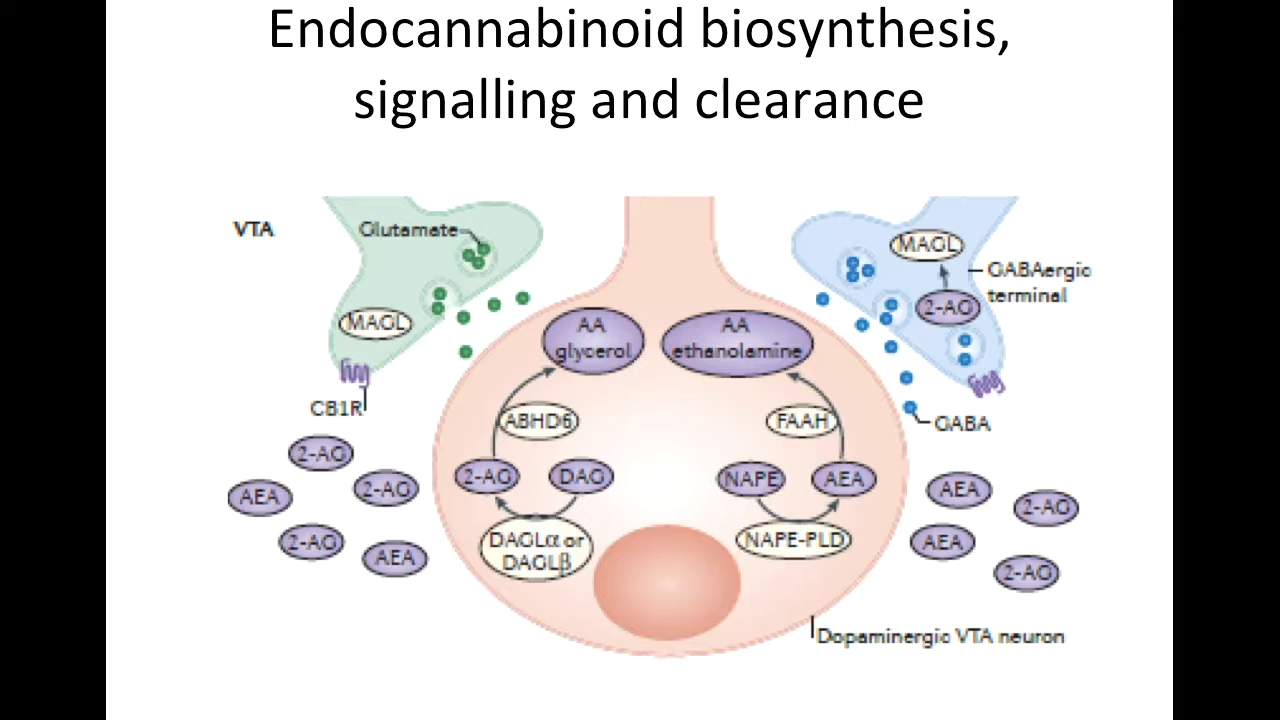 Endocannabinoid biosynthesis,
signalling and clearance
VTA
Glutamate
MAGL
CB1R
2-AG
AEA
2-AG
2-AG
AEA
AA
glycerol
AA
ethanolamine
ABHD6
FAAH
2-AG
DAG
NAPE
AEA
DAGLα or
DAGLβ
NAPE-PLD
MAGL
2-AG
GABAergic
terminal
GABA
AEA
2-AG
AEA
2-AG
Dopaminergic VTA neuron